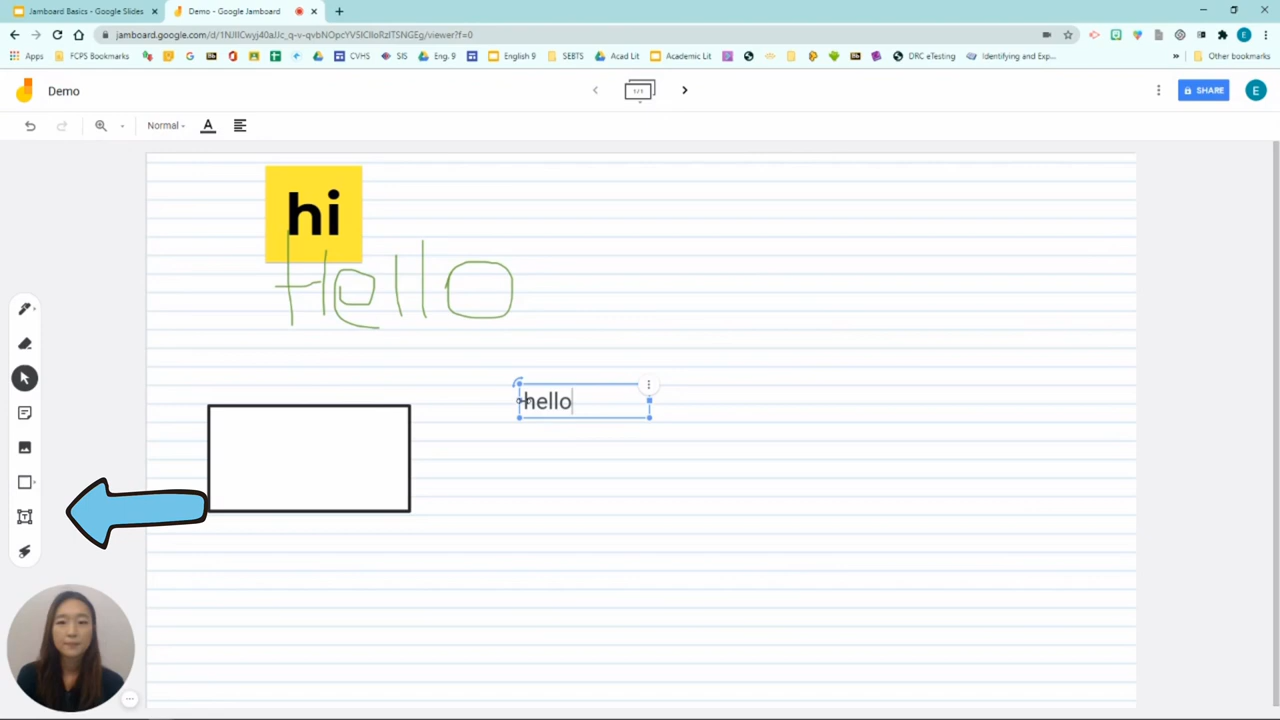 Jamboard Basics - Google Slides
Demo - Google Jamboard
jamboard.google.com/d/
/viewer?f=0
E
Apps
FCPS Bookmarks
CVHS
SIS
Eng. 9
English 9
SEBTS
Acad Lit
Academic Lit
DRC eTesting
Identifying and Exp...
Other bookmarks
Demo
1/1
SHARE
E
Normal
A
hi
Hello
hello
T